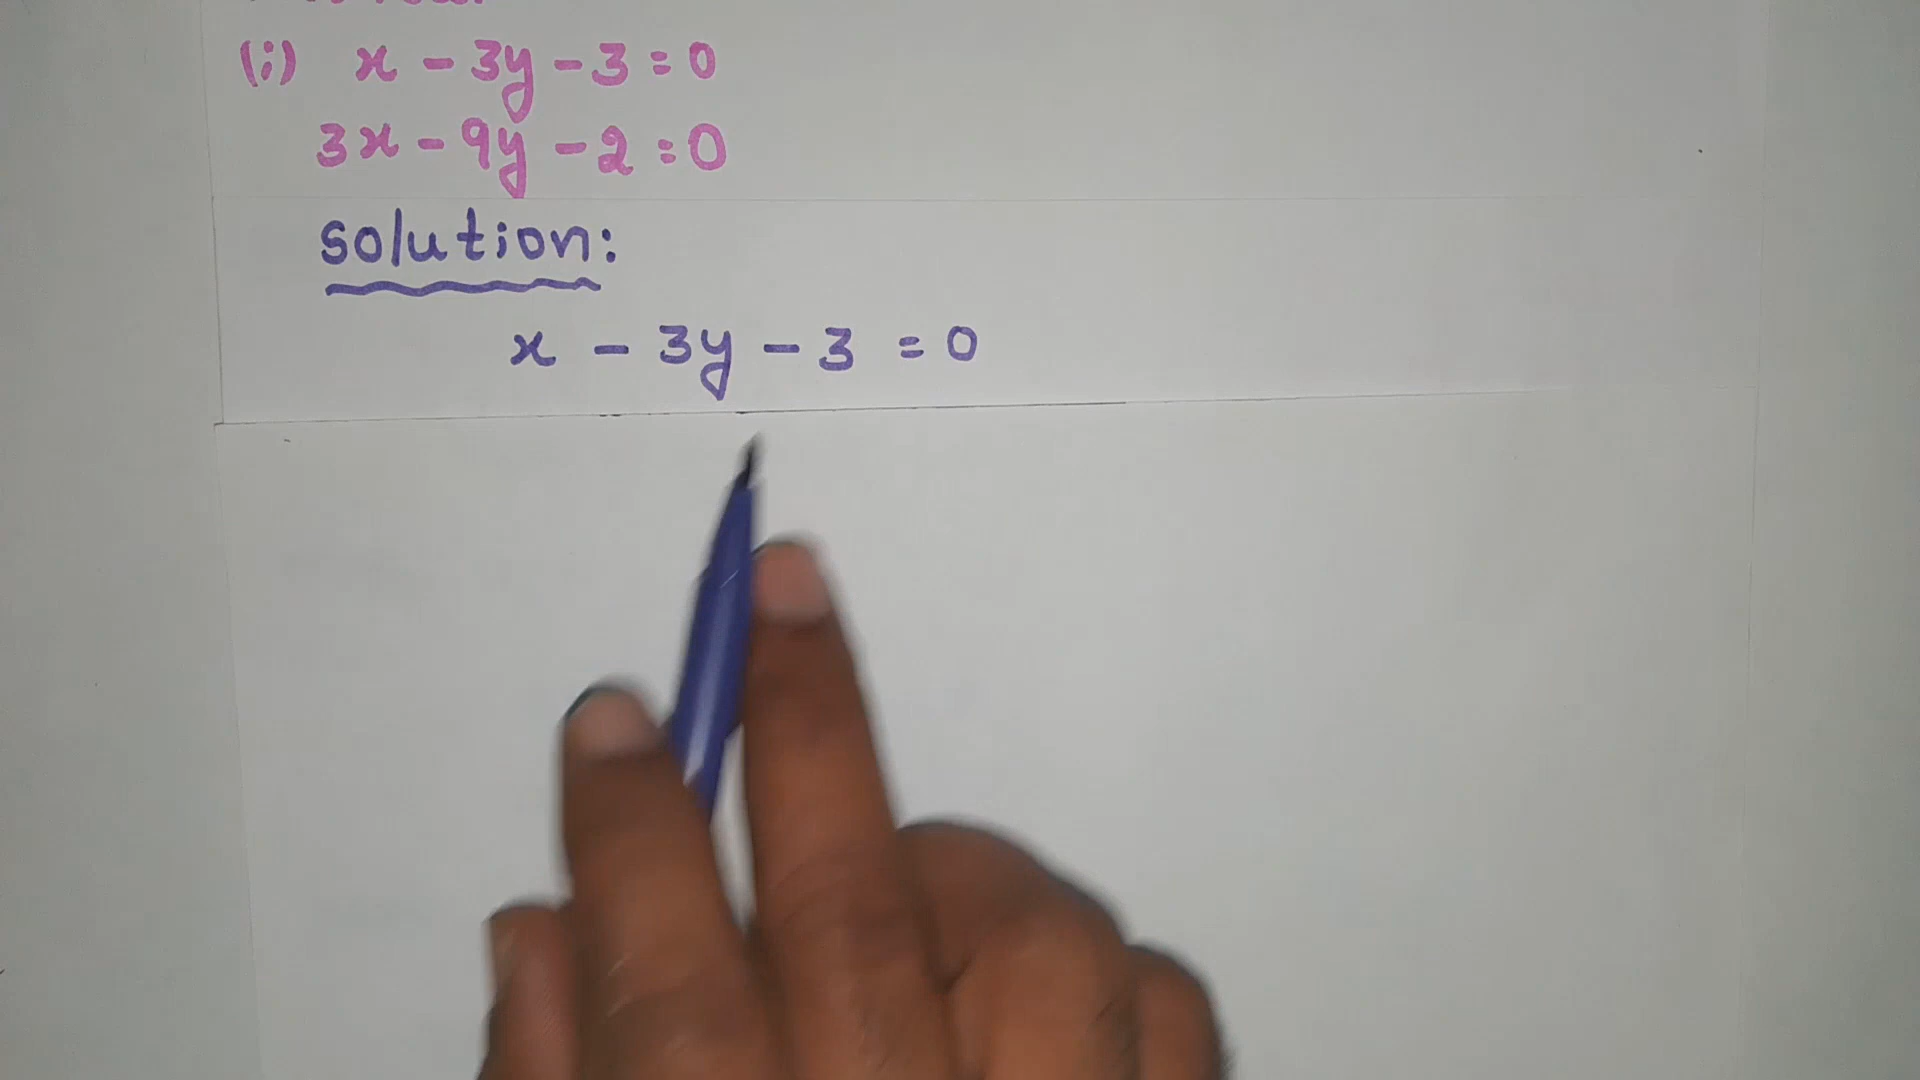 (i) x - 3y - 3 = 0
3x - 9y - 2 = 0
Solution:
x - 3y - 3 = 0